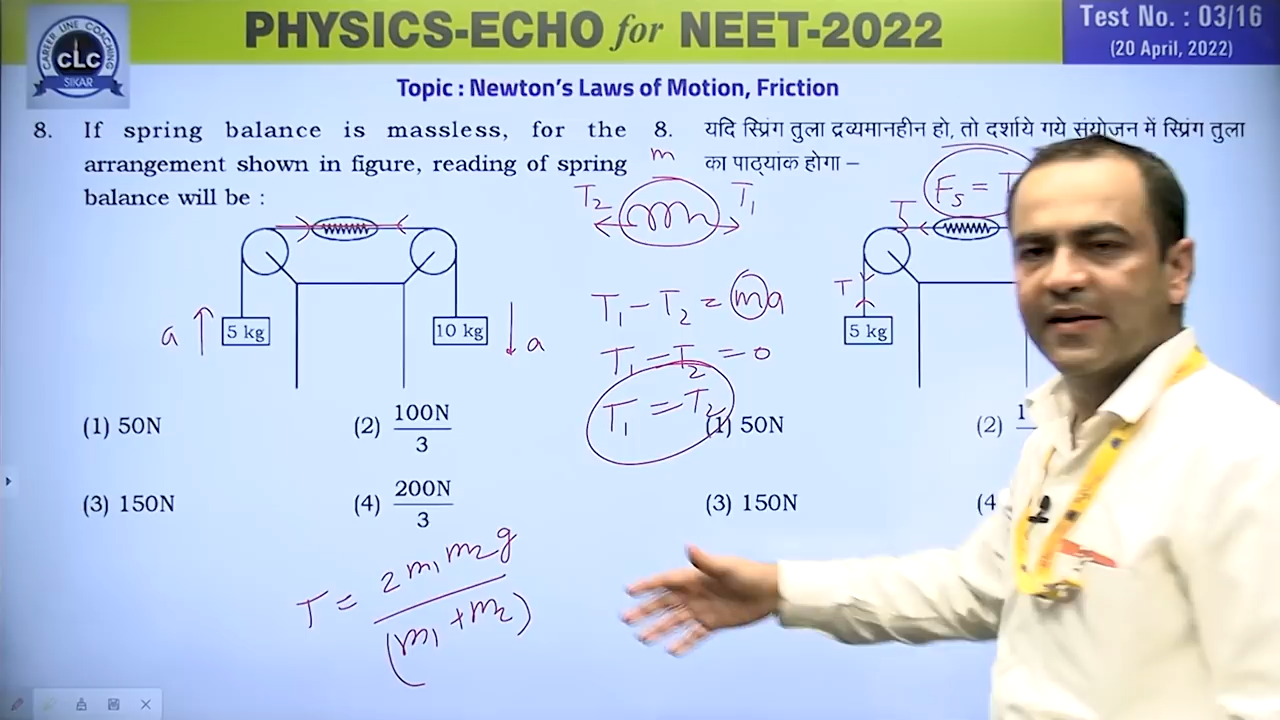 CAREER LINE COACHING
CLC
SIKAR
PHYSICS-ECHO for NEET-2022
Test No. : 03/16
(20 April, 2022)
Topic : Newton's Laws of Motion, Friction
8. If spring balance is massless, for the
arrangement shown in figure, reading of spring
balance will be :
a
5 kg
10 kg
a
(1) 50N
(2) 100N
3
(3) 150N
(4) 200N
3
T = 2 m1 m2 g
(m1 + m2)
m
T2
T1
T1 - T2 = ma
T1 - T2 = 0
T1 = T2
8. यदि स्प्रिंग तुला द्रव्यमानहीन हो, तो दर्शाये गये संयोजन में स्प्रिंग तुला
का पाठ्यांक होगा –
Fs = T
T
T
5 kg
(1) 50N
(2) 1
(3) 150N
(4